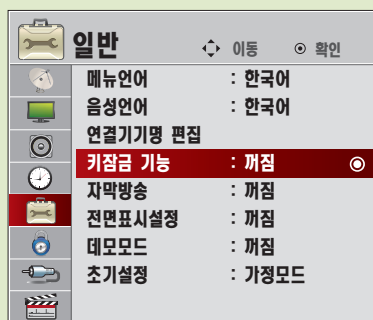 일반 이동 확인
메뉴언어 : 한국어
음성언어 : 한국어
연결기기명 편집
키잠금 기능 : 꺼짐
자막방송 : 꺼짐
전면표시설정 : 꺼짐
데모모드 : 꺼짐
초기설정 : 가정모드